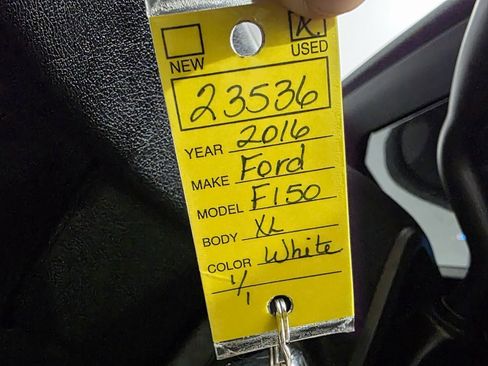 X.
NEW USED
23536
YEAR 2016
MAKE Ford
MODEL F150
BODY XL
COLOR White
1/1